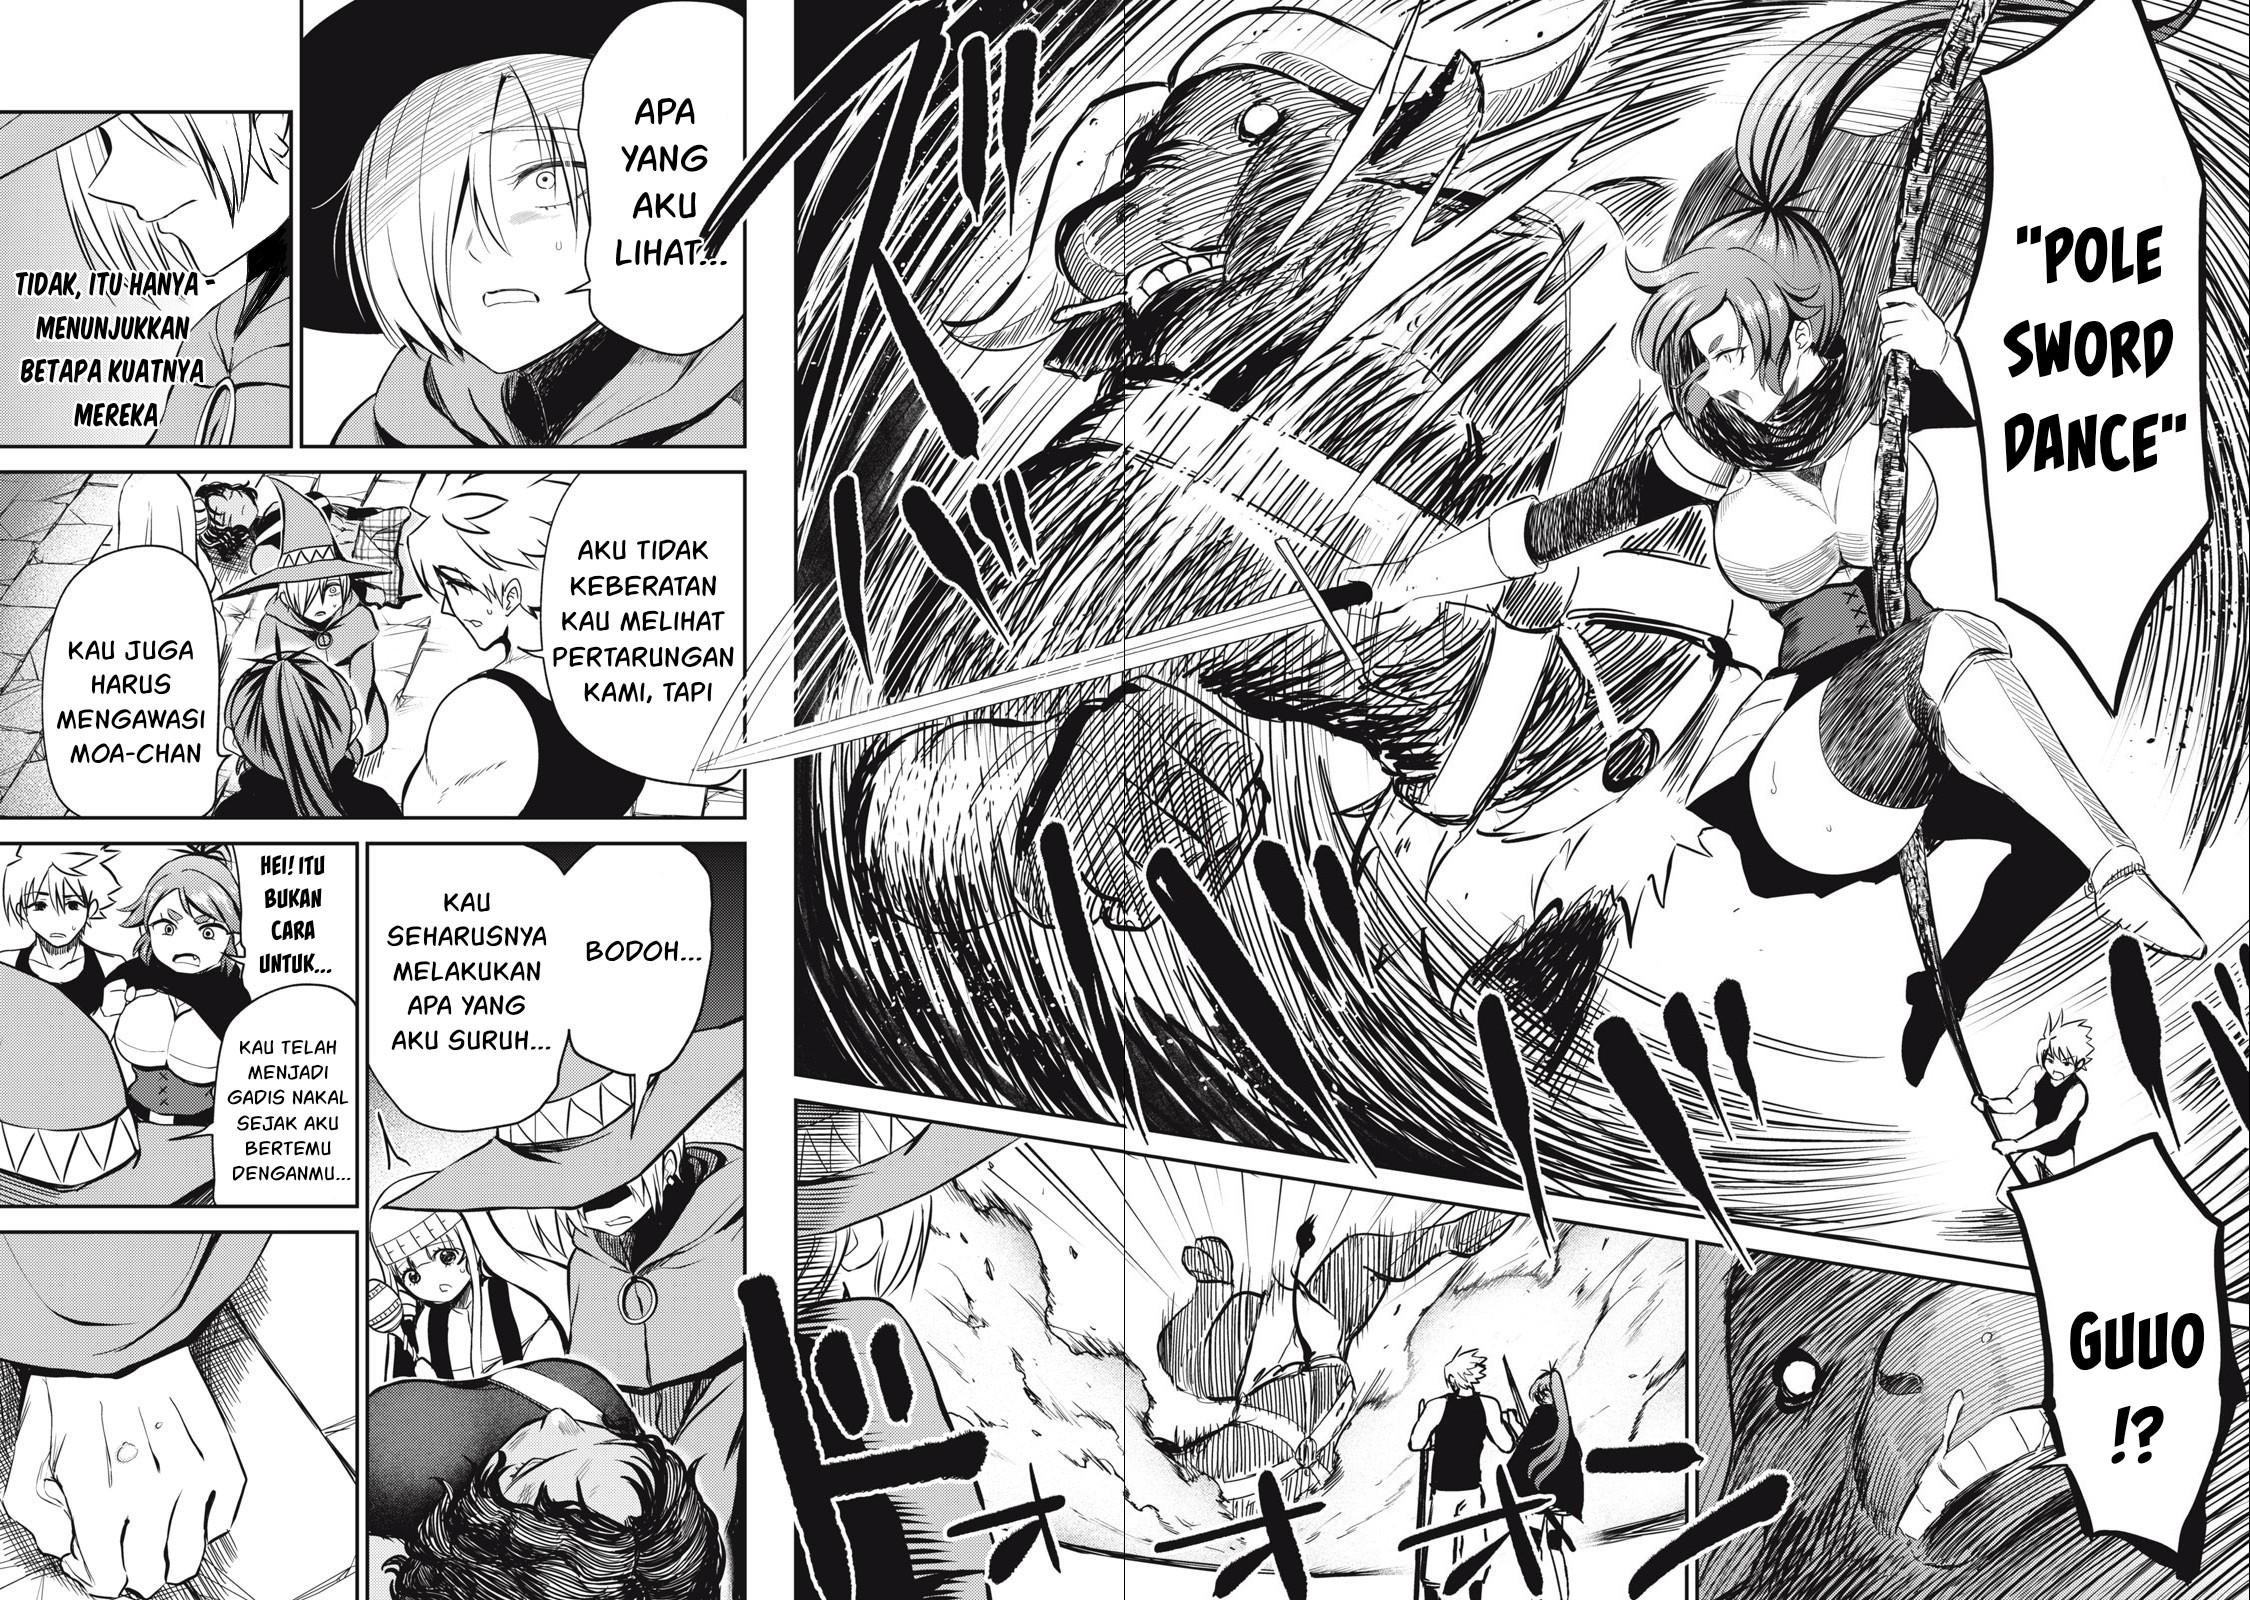 "POLE
SWORD
DANCE"
GUUO
!?
APA
YANG
AKU
LIHAT...
TIDAK, ITU HANYA -
MENUNJUKKAN
BETAPA KUATNYA
MEREKA
AKU TIDAK
KEBERATAN
KAU MELIHAT
PERTARUNGAN
KAMI, TAPI
KAU JUGA
HARUS
MENGAWASI
MOA-CHAN
BODOH...
KAU
SEHARUSNYA
MELAKUKAN
APA YANG
AKU SURUH...
HEI! ITU
BUKAN
CARA
UNTUK...
KAU TELAH
MENJADI
GADIS NAKAL
SEJAK AKU
BERTEMU
DENGANMU...